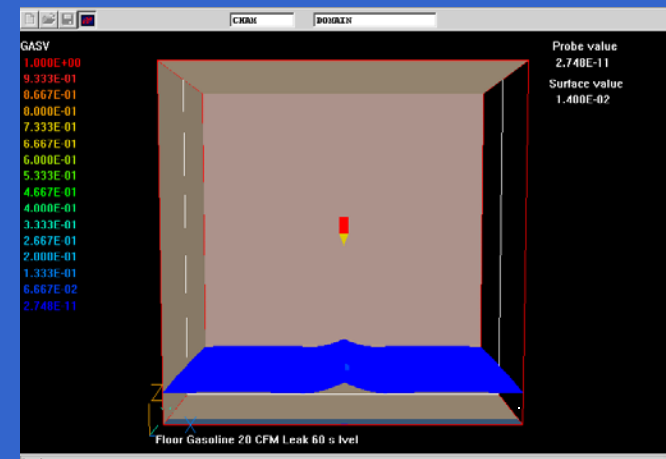 CHAM
DOMAIN
GASV
1.000E+00
9.333E-01
8.667E-01
8.000E-01
7.333E-01
6.667E-01
6.000E-01
5.333E-01
4.667E-01
4.000E-01
3.333E-01
2.667E-01
2.000E-01
1.333E-01
6.667E-02
2.740E-11
Probe value
2.740E-11
Surface value
1.400E-02
Z
X
Floor Gasoline 20 CFM Leak 60 s lvel